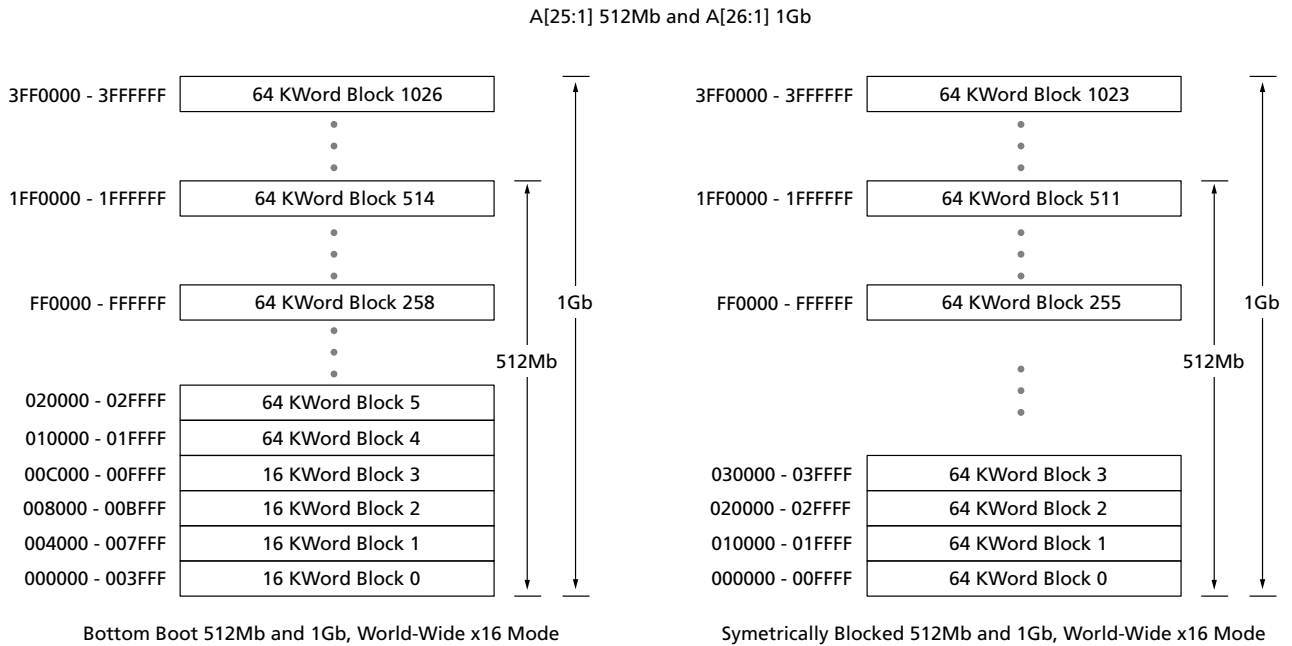 A[25:1] 512Mb and A[26:1] 1Gb
3FF0000 - 3FFFFFF
64 KWord Block 1026
1FF0000 - 1FFFFFF
64 KWord Block 514
FF0000 - FFFFFF
64 KWord Block 258
1Gb
512Mb
020000 - 02FFFF
64 KWord Block 5
010000 - 01FFFF
64 KWord Block 4
00C000 - 00FFFF
16 KWord Block 3
008000 - 00BFFF
16 KWord Block 2
004000 - 007FFF
16 KWord Block 1
000000 - 003FFF
16 KWord Block 0
Bottom Boot 512Mb and 1Gb, World-Wide x16 Mode
3FF0000 - 3FFFFFF
64 KWord Block 1023
1FF0000 - 1FFFFFF
64 KWord Block 511
FF0000 - FFFFFF
64 KWord Block 255
1Gb
512Mb
030000 - 03FFFF
64 KWord Block 3
020000 - 02FFFF
64 KWord Block 2
010000 - 01FFFF
64 KWord Block 1
000000 - 00FFFF
64 KWord Block 0
Symetrically Blocked 512Mb and 1Gb, World-Wide x16 Mode